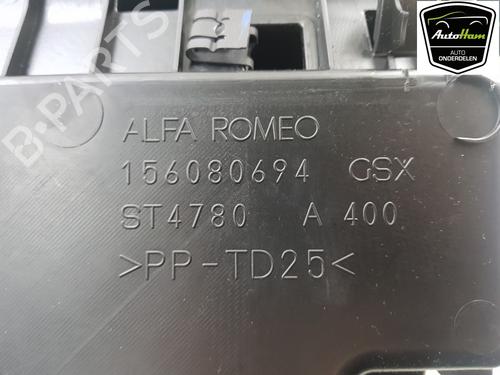 AutoHam
AUTO
ONDERDELEN
B-PARTS
ALFA ROMEO
156080694 GSX
ST4780 A 400
>PP-TD25<